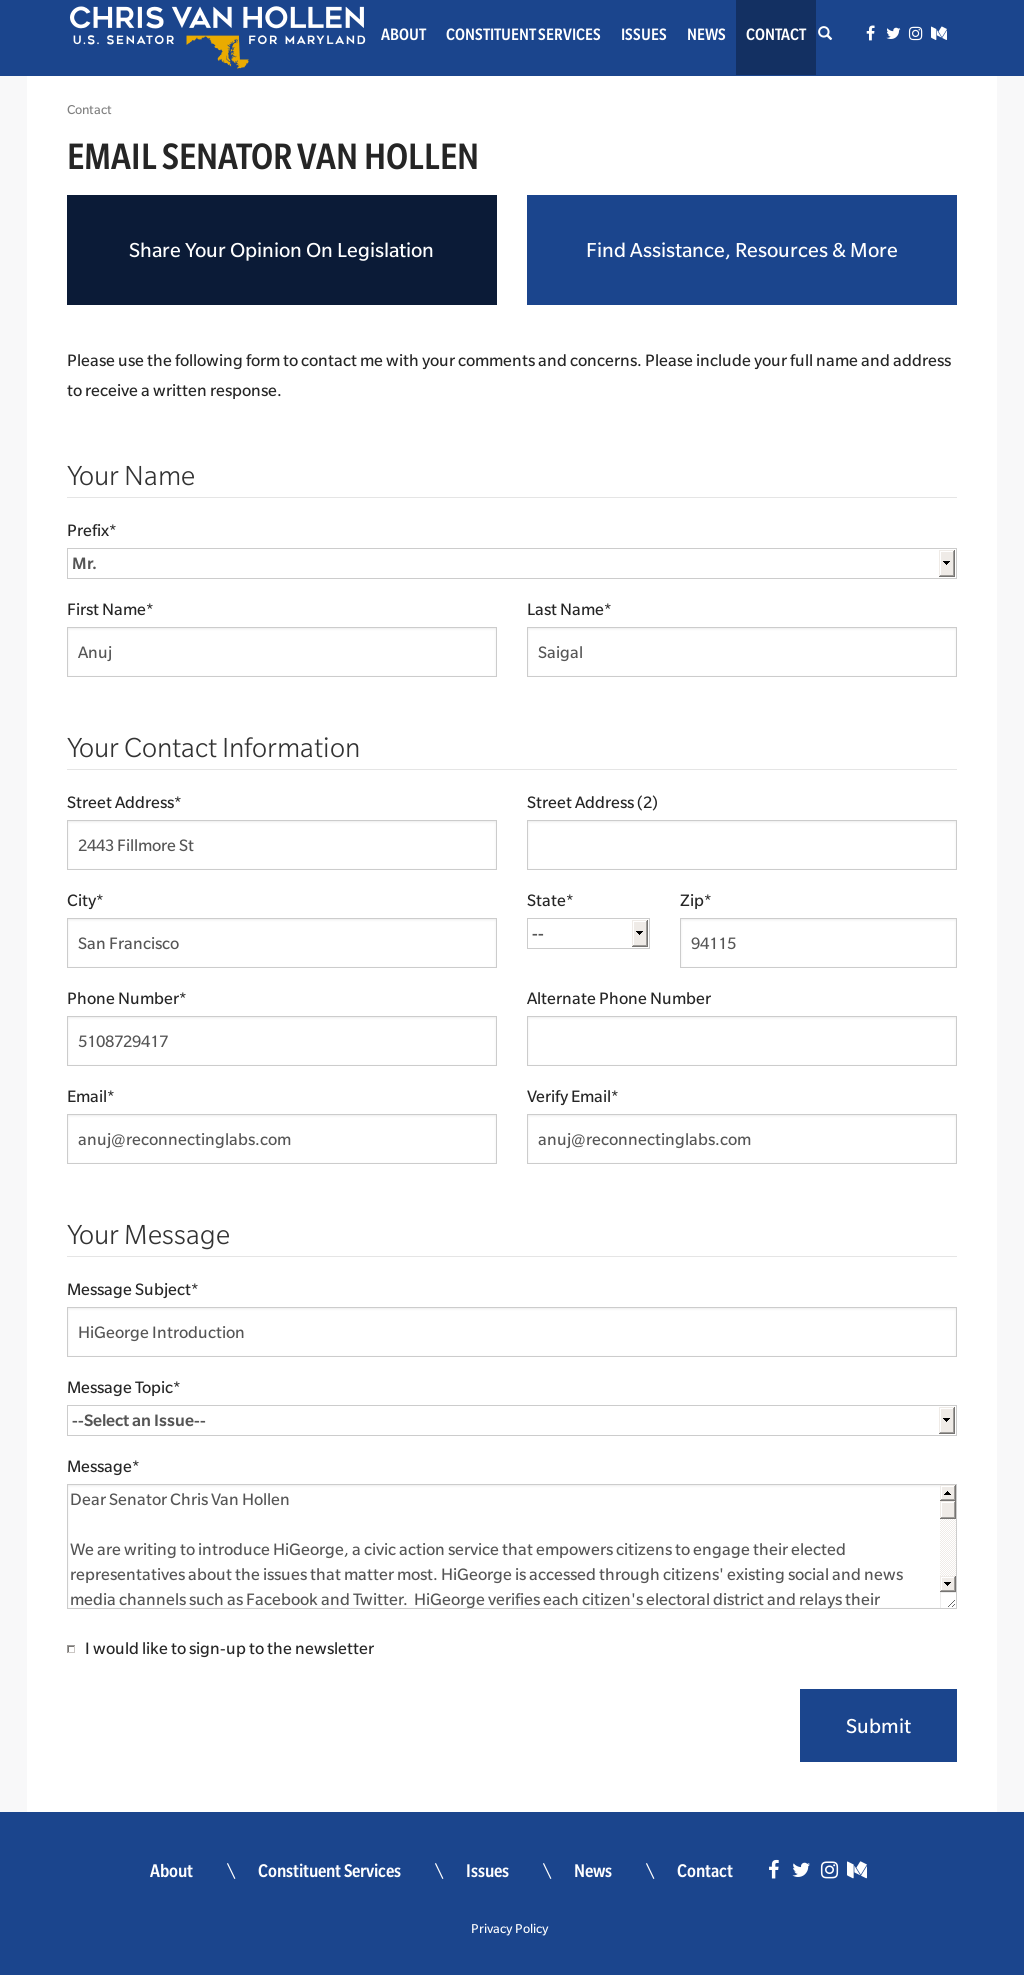 CHRIS VAN HOLLEN
U.S. SENATOR FOR MARYLAND
ABOUT CONSTITUENT SERVICES ISSUES NEWS CONTACT
Contact
EMAIL SENATOR VAN HOLLEN
Share Your Opinion On Legislation Find Assistance, Resources & More
Please use the following form to contact me with your comments and concerns. Please include your full name and address
to receive a written response.
Your Name
Prefix*
Mr.
First Name* Last Name*
Anuj Saigal
Your Contact Information
Street Address* Street Address (2)
2443 Fillmore St
City* State* Zip*
San Francisco -- 94115
Phone Number* Alternate Phone Number
5108729417
Email* Verify Email*
anuj@reconnectinglabs.com anuj@reconnectinglabs.com
Your Message
Message Subject*
HiGeorge Introduction
Message Topic*
--Select an Issue--
Message*
Dear Senator Chris Van Hollen
We are writing to introduce HiGeorge, a civic action service that empowers citizens to engage their elected
representatives about the issues that matter most. HiGeorge is accessed through citizens' existing social and news
media channels such as Facebook and Twitter.  HiGeorge verifies each citizen's electoral district and relays their
I would like to sign-up to the newsletter
Submit
About \ Constituent Services \ Issues \ News \ Contact
Privacy Policy